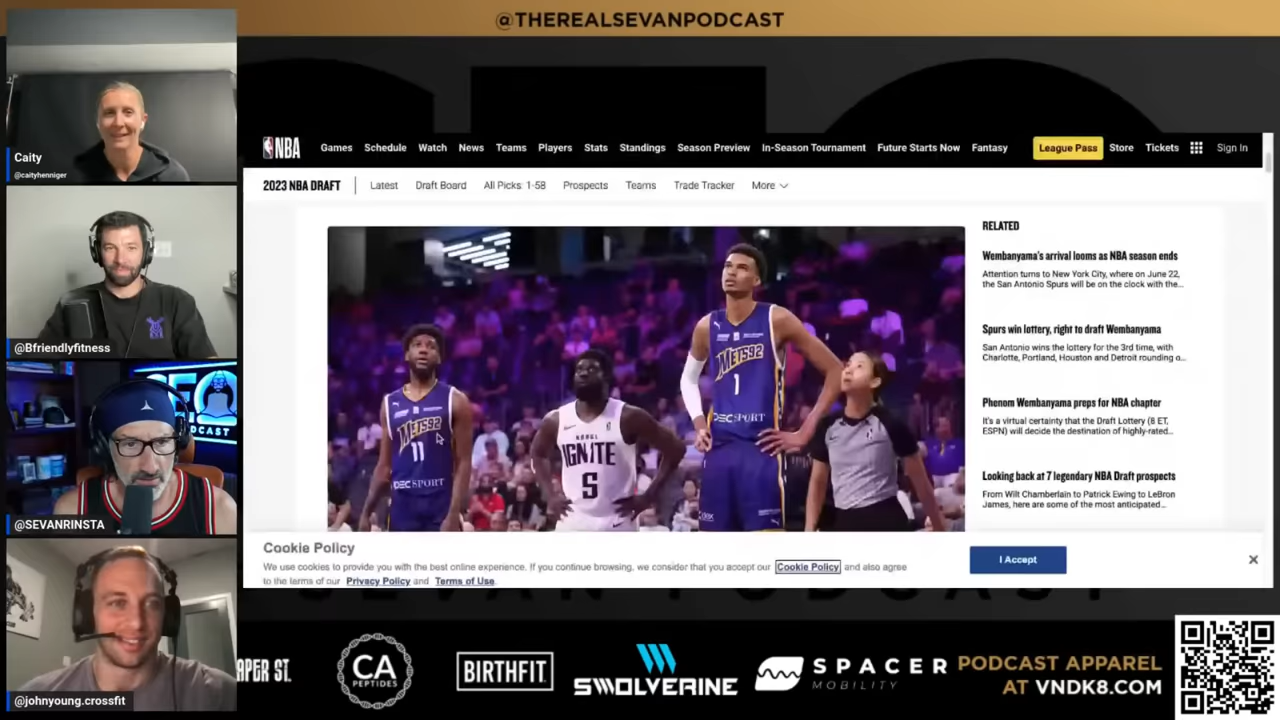 @THEREALSEVANPODCAST
Caity
@caityhenniger
@Bfriendlyfitness
PODCAST
@SEVANRINSTA
@johnyoung.crossfit
NBA
Games Schedule Watch News Teams Players Stats Standings Season Preview In-Season Tournament Future Starts Now Fantasy League Pass Store Tickets Sign In
2023 NBA DRAFT Latest Draft Board All Picks 1-58 Prospects Teams Trade Tracker More
METS92
11
DEC SPORT
IGNITE
5
METS92
1
DEC SPORT
RELATED
Wembanyama's arrival looms as NBA season ends
Attention turns to New York City, where on June 22,
the San Antonio Spurs will be on the clock with the...
Spurs win lottery, right to draft Wembanyama
San Antonio wins the lottery for the 3rd time, with
Charlotte, Portland, Houston and Detroit rounding o...
Phenom Wembanyama preps for NBA chapter
It's a virtual certainty that the Draft Lottery (8 ET,
ESPN) will decide the destination of highly-rated...
Looking back at 7 legendary NBA Draft prospects
From Wilt Chamberlain to Patrick Ewing to LeBron
James, here are some of the most anticipated...
Cookie Policy
We use cookies to provide you with the best online experience. If you continue browsing, we consider that you accept our Cookie Policy and also agree
to the terms of our Privacy Policy and Terms of Use.
I Accept
SEVAN PODCAST
APER ST.
CA
PEPTIDES
BIRTHFIT
SWOLVERINE
SPACER
MOBILITY
PODCAST APPAREL
AT VNDK8.COM